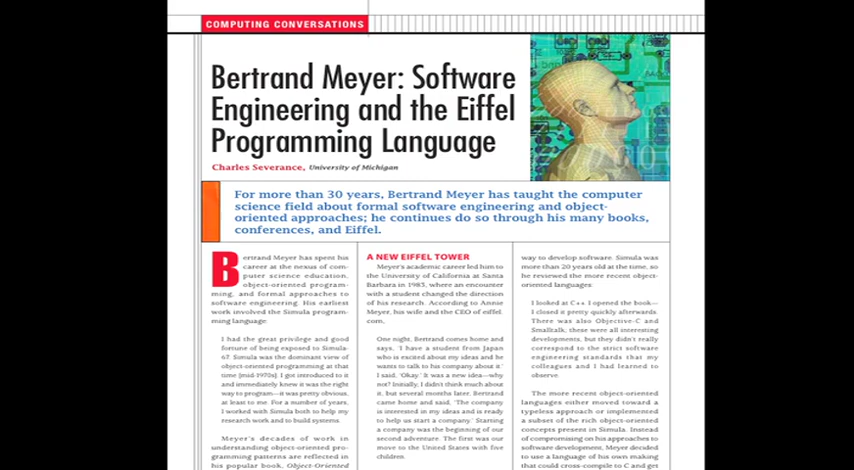 COMPUTING CONVERSATIONS
Bertrand Meyer: Software
Engineering and the Eiffel
Programming Language
Charles Severance, University of Michigan
For more than 30 years, Bertrand Meyer has taught the computer
science field about formal software engineering and object-
oriented approaches; he continues do so through his many books,
conferences, and Eiffel.
Bertrand Meyer has spent his
career at the nexus of com-
puter science education,
object-oriented program-
ming, and formal approaches to
software engineering. His earliest
work involved the Simula program-
ming language:
I had the great privilege and good
fortune of being exposed to Simula-
67. Simula was the dominant view of
object-oriented programming at that
time [mid-1970s]. I got introduced to it
and immediately knew it was the right
way to program—it was pretty obvious,
at least to me. For a number of years,
I worked with Simula both to help my
research work and to build systems.
Meyer's decades of work in
understanding object-oriented pro-
gramming patterns are reflected in
his popular book, Object-Oriented
A NEW EIFFEL TOWER
Meyer's academic career led him to
the University of California at Santa
Barbara in 1983, where an encounter
with a student changed the direction
of his research. According to Annie
Meyer, his wife and the CEO of eiffel.
com,
One night, Bertrand comes home and
says, 'I have a student from Japan
who is excited about my ideas and he
wants to talk to his company about it.'
I said, 'Okay.' It was a new idea—why
not? Initially, I didn't think much about
it, but several months later, Bertrand
came home and said, 'The company
is interested in my ideas and is ready
to help us start a company.' Starting
a company was the beginning of our
second adventure. The first was our
move to the United States with five
children.
way to develop software. Simula was
more than 20 years old at the time, so
he reviewed the more recent object-
oriented languages:
I looked at C++. I opened the book—
I closed it pretty quickly afterwards.
There was also Objective-C and
Smalltalk, these were all interesting
developments, but they didn't really
correspond to the strict software
engineering standards that my
colleagues and I had learned to
observe.
The more recent object-oriented
languages either moved toward a
typeless approach or implemented
a subset of the rich object-oriented
concepts present in Simula. Instead
of compromising on his approaches to
software development, Meyer decided
to use a language of his own making
that could cross-compile to C and get